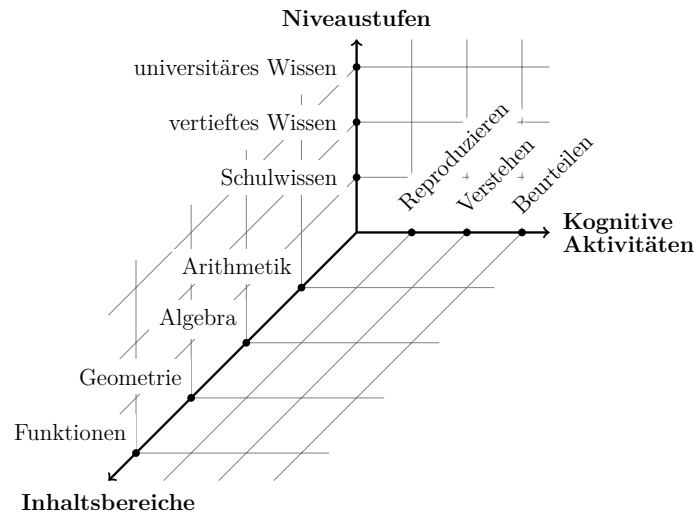 Niveaustufen
universitäres Wissen
vertieftes Wissen
Schulwissen
Reproduzieren
Verstehen
Beurteilen
Kognitive
Aktivitäten
Arithmetik
Algebra
Geometrie
Funktionen
Inhaltsbereiche